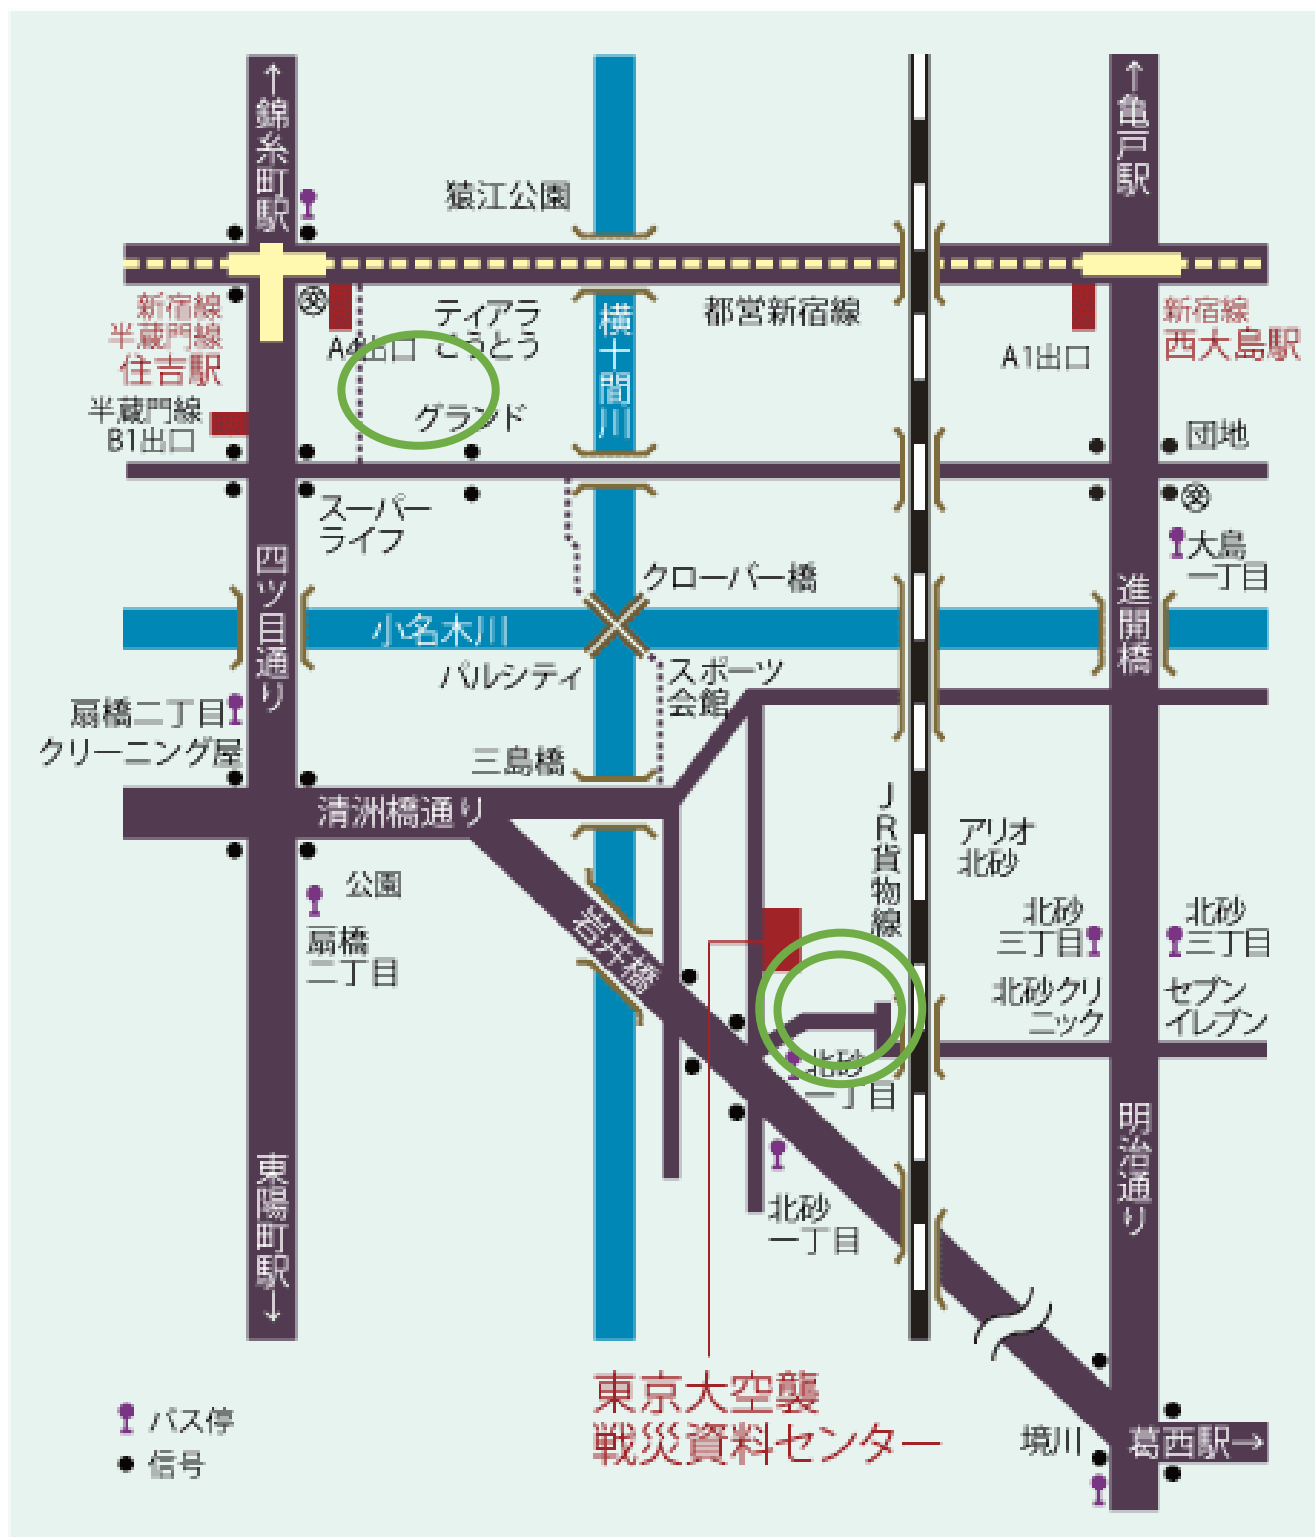 ↑錦糸町駅
↑亀戸駅
猿江公園
新宿線
半蔵門線
住吉駅
A4出口
ティアラ
こうとう
横十間川
都営新宿線
A1出口
新宿線
西大島駅
半蔵門線
B1出口
グランド
団地
スーパー
ライフ
大島
一丁目
四ツ目通り
クローバー橋
進開橋
小名木川
パルシティ
スポーツ
会館
扇橋二丁目
クリーニング屋
三島橋
清洲橋通り
JR貨物線
アリオ
北砂
公園
扇橋
二丁目
岩井橋
北砂
三丁目
北砂
三丁目
北砂クリ
ニック
セブン
イレブン
北砂
一丁目
明治通り
東陽町駅↓
北砂
一丁目
東京大空襲
戦災資料センター
バス停
信号
境川
葛西駅→